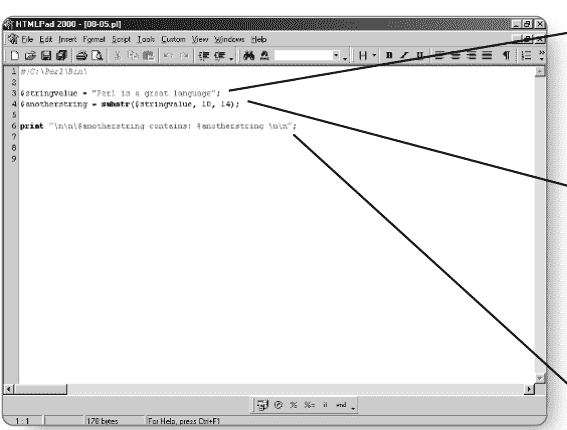 HTMLPad 2000 - [08-05.pl]
File Edit Insert Format Script Tools Custom View Windows Help
H B I U
1 #/C:\Perl\Bin\
2
3 $stringvalue = "Perl is a great language";
4 $anotherstring = substr($stringvalue, 10, 14);
5
6 print "\n\n\$anotherstring contains: $anotherstring \n\n";
7
8
9
% %= if end
1 : 1 178 bytes For Help, press Ctrl+F1